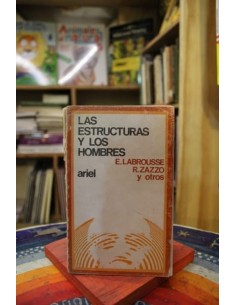 LAS
ESTRUCTURAS
Y LOS
HOMBRES
E.LABROUSSE
R.ZAZZO
y otros
ariel